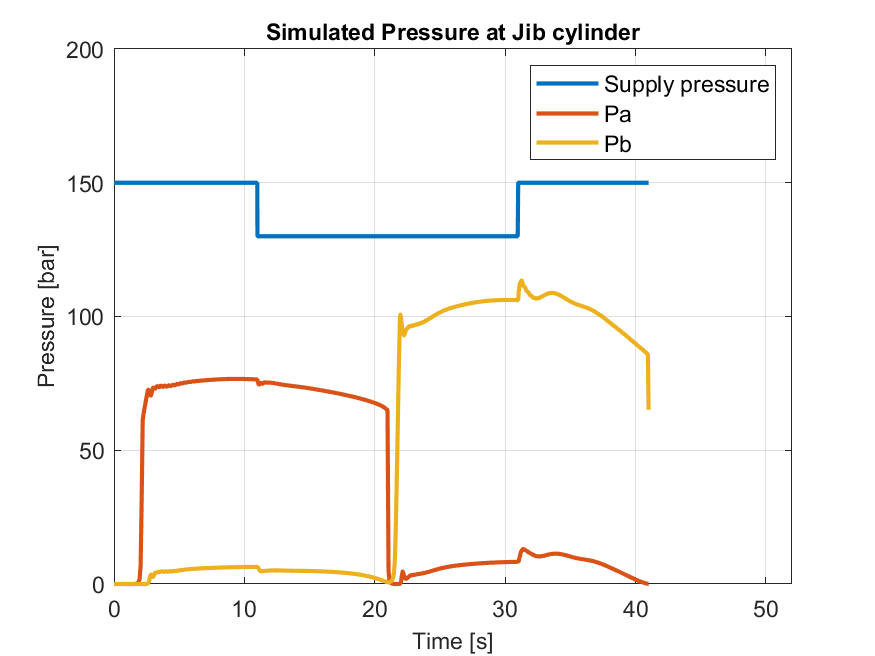 Simulated Pressure at Jib cylinder
Supply pressure
Pa
Pb
Pressure [bar]
200
150
100
50
0
0 10 20 30 40 50
Time [s]